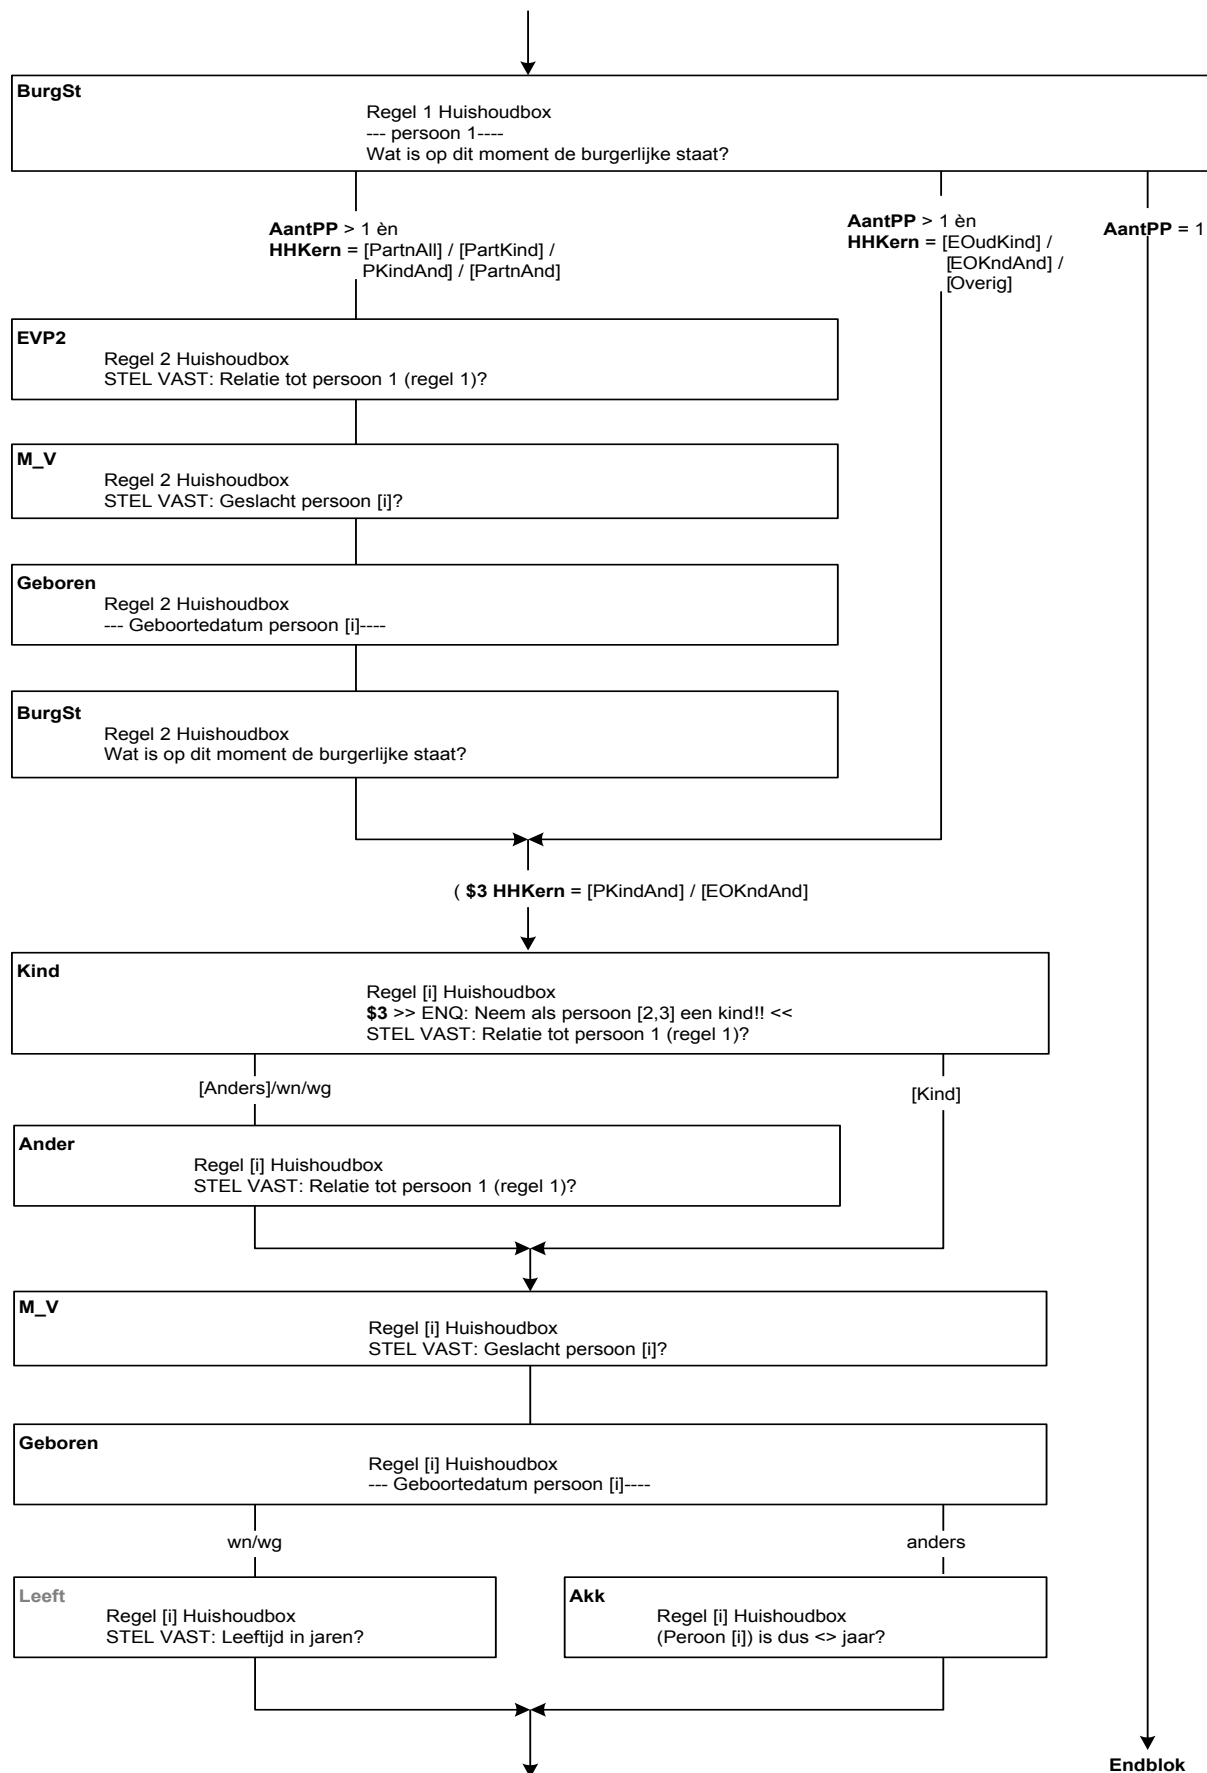 BurgSt
Regel 1 Huishoudbox
--- persoon 1----
Wat is op dit moment de burgerlijke staat?
AantPP > 1 èn
HHKern = [PartnAll] / [PartKind] /
PKindAnd] / [PartnAnd]
AantPP > 1 èn
HHKern = [EOudKind] /
[EOKndAnd] /
[Overig]
AantPP = 1
EVP2
Regel 2 Huishoudbox
STEL VAST: Relatie tot persoon 1 (regel 1)?
M_V
Regel 2 Huishoudbox
STEL VAST: Geslacht persoon [i]?
Geboren
Regel 2 Huishoudbox
--- Geboortedatum persoon [i]----
BurgSt
Regel 2 Huishoudbox
Wat is op dit moment de burgerlijke staat?
( $3 HHKern = [PKindAnd] / [EOKndAnd]
Kind
Regel [i] Huishoudbox
$3 >> ENQ: Neem als persoon [2,3] een kind!! <<
STEL VAST: Relatie tot persoon 1 (regel 1)?
[Anders]/wn/wg
[Kind]
Ander
Regel [i] Huishoudbox
STEL VAST: Relatie tot persoon 1 (regel 1)?
M_V
Regel [i] Huishoudbox
STEL VAST: Geslacht persoon [i]?
Geboren
Regel [i] Huishoudbox
--- Geboortedatum persoon [i]----
wn/wg
anders
Leeft
Regel [i] Huishoudbox
STEL VAST: Leeftijd in jaren?
Akk
Regel [i] Huishoudbox
(Peroon [i]) is dus <> jaar?
Endblok